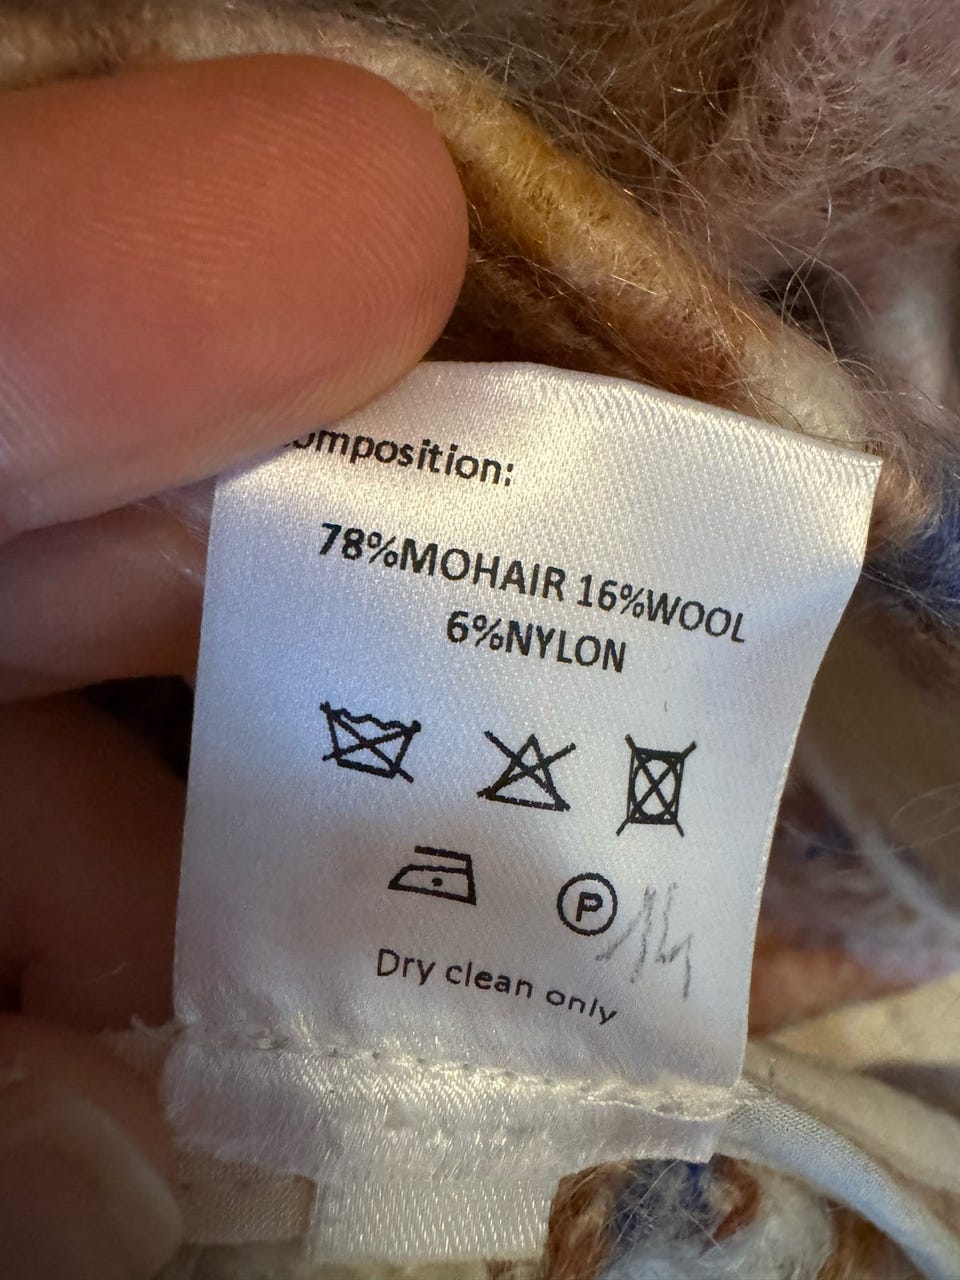 omposition:
78%MOHAIR 16%WOOL
6%NYLON
P
Dry clean only